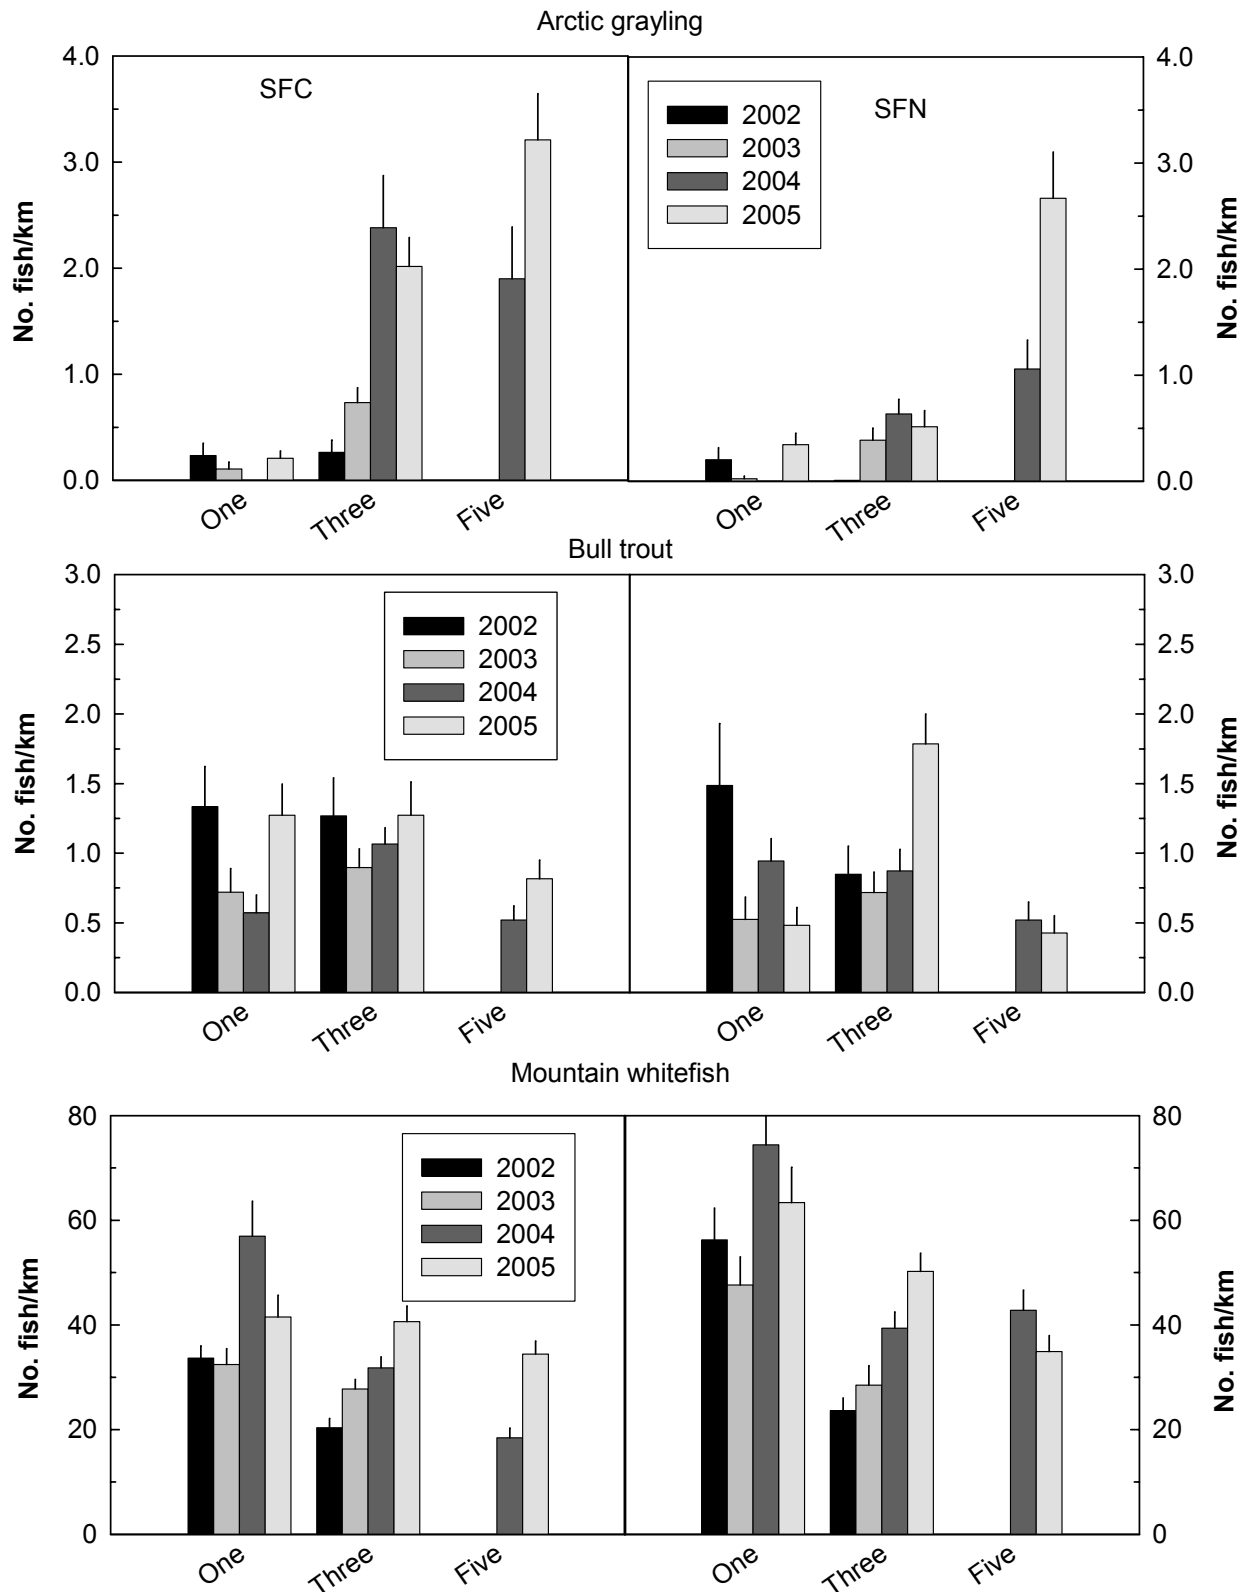 Arctic grayling
SFC
SFN
2002
2003
2004
2005
No. fish/km
4.0
3.0
2.0
1.0
0.0
4.0
3.0
2.0
1.0
0.0
No. fish/km
One
Three
Five
One
Three
Five
Bull trout
2002
2003
2004
2005
No. fish/km
3.0
2.5
2.0
1.5
1.0
0.5
0.0
3.0
2.5
2.0
1.5
1.0
0.5
0.0
No. fish/km
One
Three
Five
One
Three
Five
Mountain whitefish
2002
2003
2004
2005
No. fish/km
80
60
40
20
0
80
60
40
20
0
No. fish/km
One
Three
Five
One
Three
Five